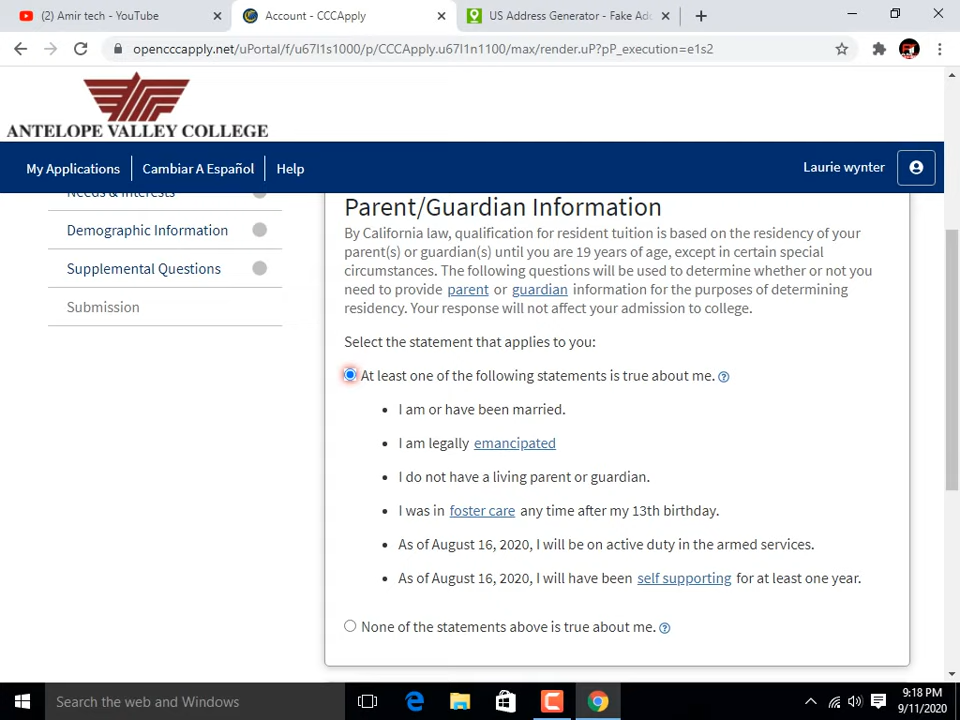 (2) Amir tech - YouTube
Account - CCCApply
US Address Generator - Fake Add
opencccapply.net/uPortal/f/u67l1s1000/p/CCCApply.u67l1n1100/max/render.uP?pP_execution=e1s2
ANTELOPE VALLEY COLLEGE
My Applications
Cambiar A Español
Help
Laurie wynter
Needs & Interests
Demographic Information
Supplemental Questions
Submission
Parent/Guardian Information
By California law, qualification for resident tuition is based on the residency of your
parent(s) or guardian(s) until you are 19 years of age, except in certain special
circumstances. The following questions will be used to determine whether or not you
need to provide parent or guardian information for the purposes of determining
residency. Your response will not affect your admission to college.
Select the statement that applies to you:
At least one of the following statements is true about me.
• I am or have been married.
• I am legally emancipated
• I do not have a living parent or guardian.
• I was in foster care any time after my 13th birthday.
• As of August 16, 2020, I will be on active duty in the armed services.
• As of August 16, 2020, I will have been self supporting for at least one year.
None of the statements above is true about me.
Search the web and Windows
9:18 PM
9/11/2020